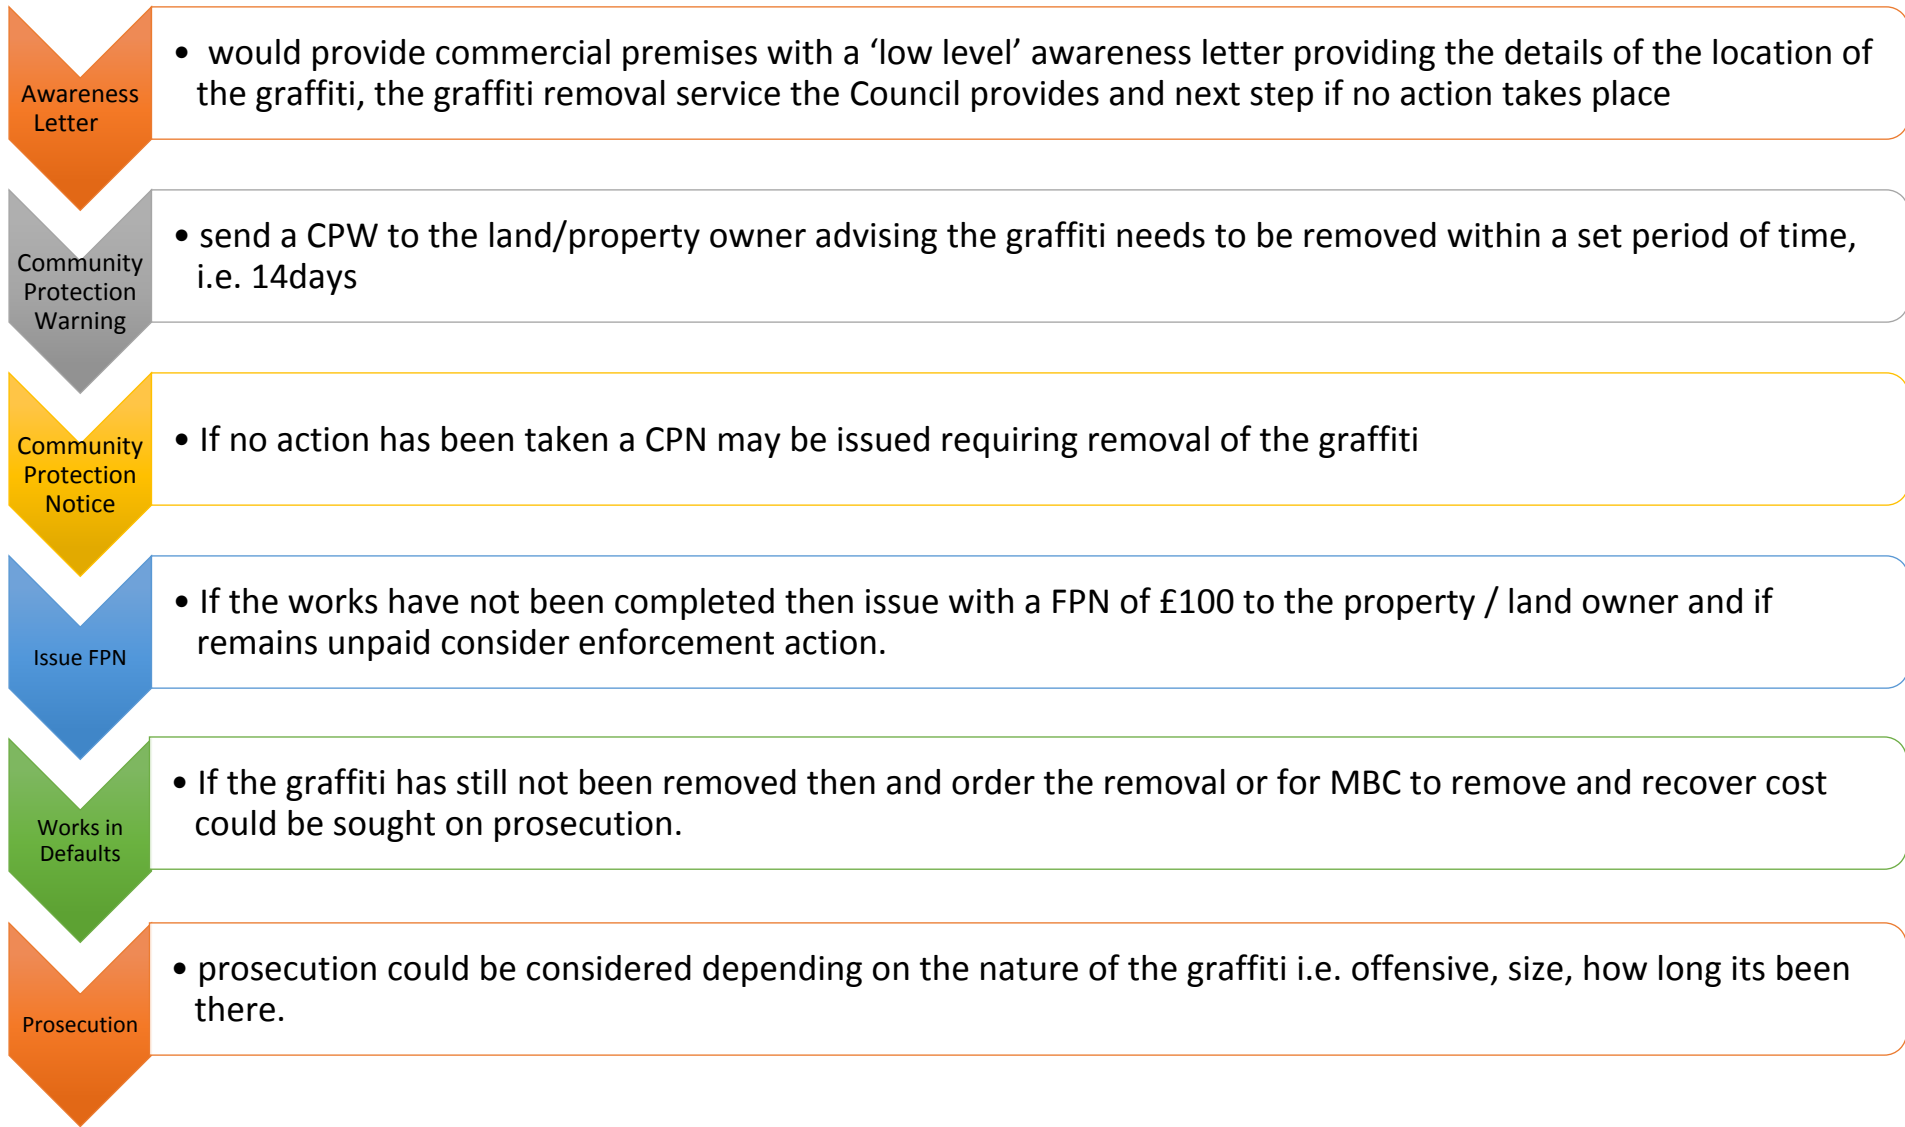 Awareness
Letter
• would provide commercial premises with a ‘low level’ awareness letter providing the details of the location of
the graffiti, the graffiti removal service the Council provides and next step if no action takes place
Community
Protection
Warning
• send a CPW to the land/property owner advising the graffiti needs to be removed within a set period of time,
i.e. 14days
Community
Protection
Notice
• If no action has been taken a CPN may be issued requiring removal of the graffiti
Issue FPN
• If the works have not been completed then issue with a FPN of £100 to the property / land owner and if
remains unpaid consider enforcement action.
Works in
Defaults
• If the graffiti has still not been removed then and order the removal or for MBC to remove and recover cost
could be sought on prosecution.
Prosecution
• prosecution could be considered depending on the nature of the graffiti i.e. offensive, size, how long its been
there.